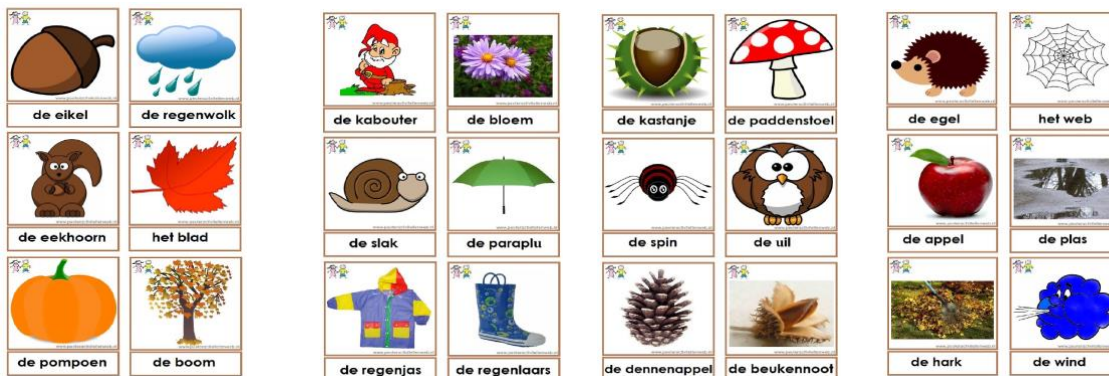 de eikel
de regenwolk
de kabouter
de bloem
de kastanje
de paddenstoel
de egel
het web
de eekhoorn
het blad
de slak
de paraplu
de spin
de uil
de appel
de plas
de pompoen
de boom
de regenjas
de regenlaars
de dennenappel
de beukennoot
de hark
de wind